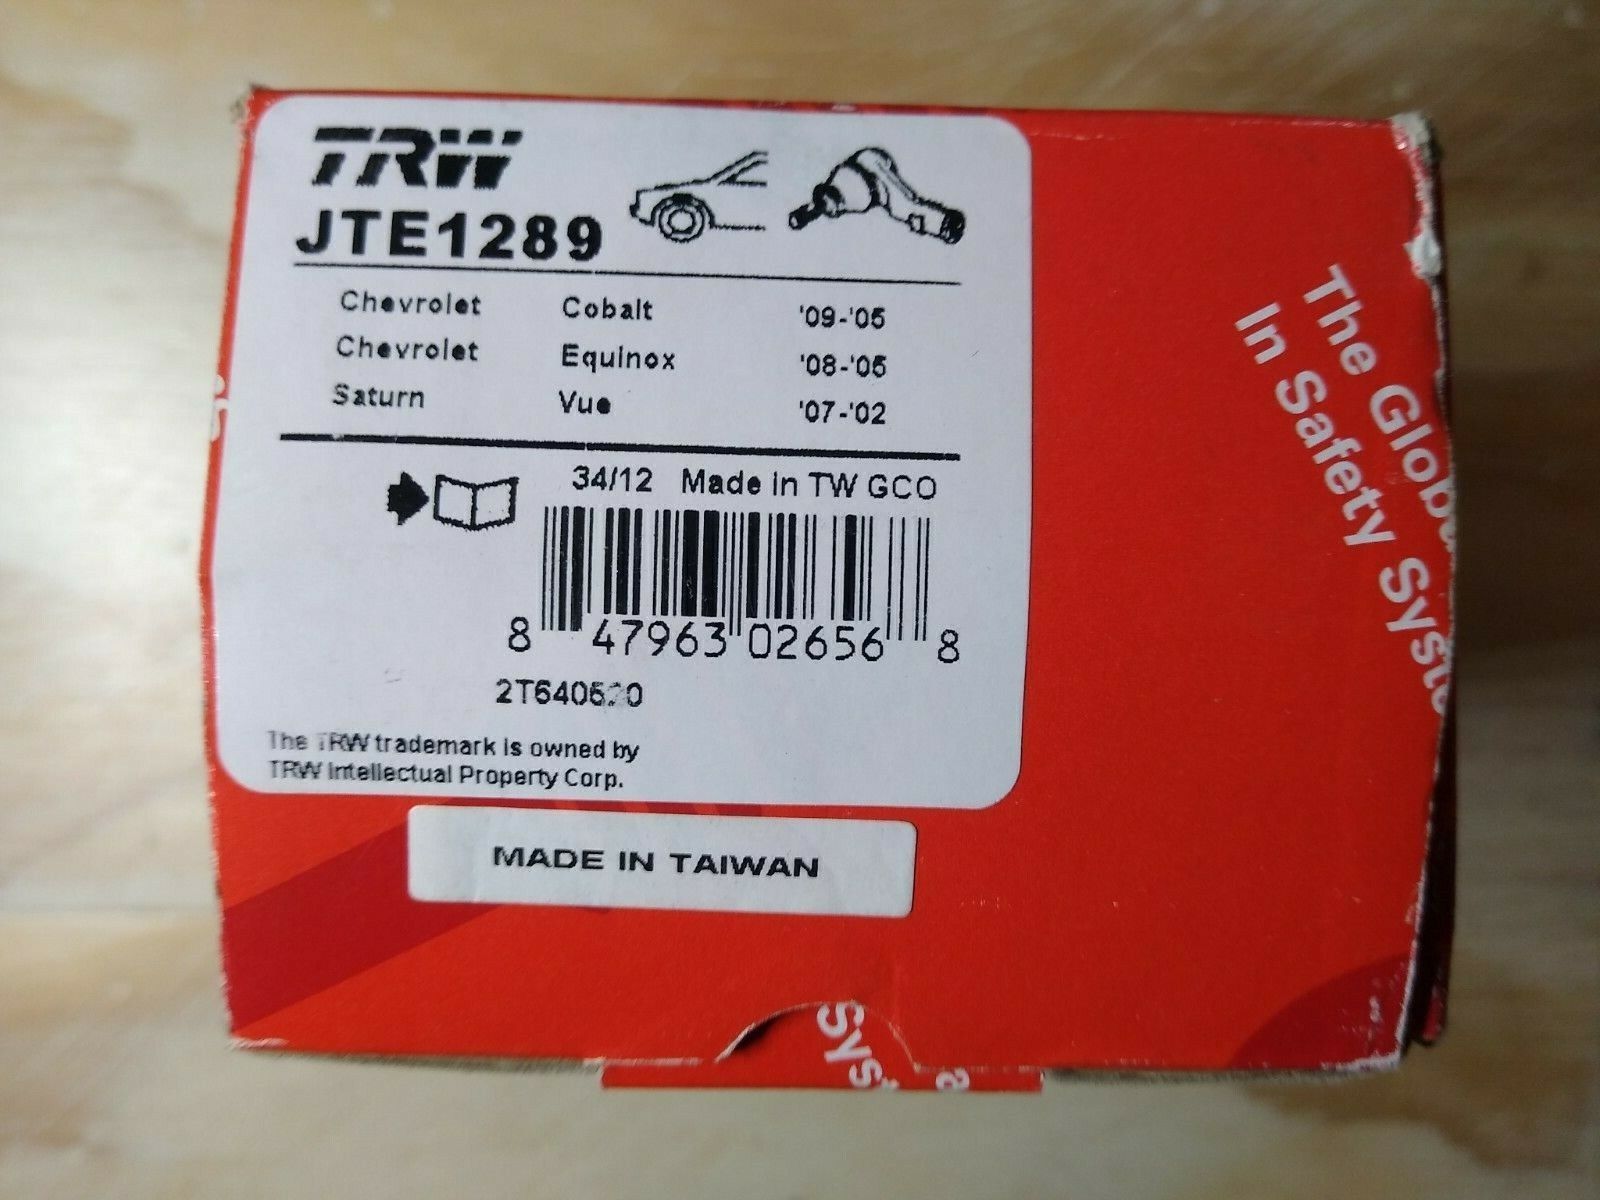 TRW
JTE1289
Chevrolet Cobalt '09-'05
Chevrolet Equinox '08-'05
Saturn Vue '07-'02
34/12 Made in TW GCO
8 47963 02656 8
The TRW trademark is owned by
TRW Intellectual Property Corp.
MADE IN TAIWAN
The Global
In Safety Syste
Syst